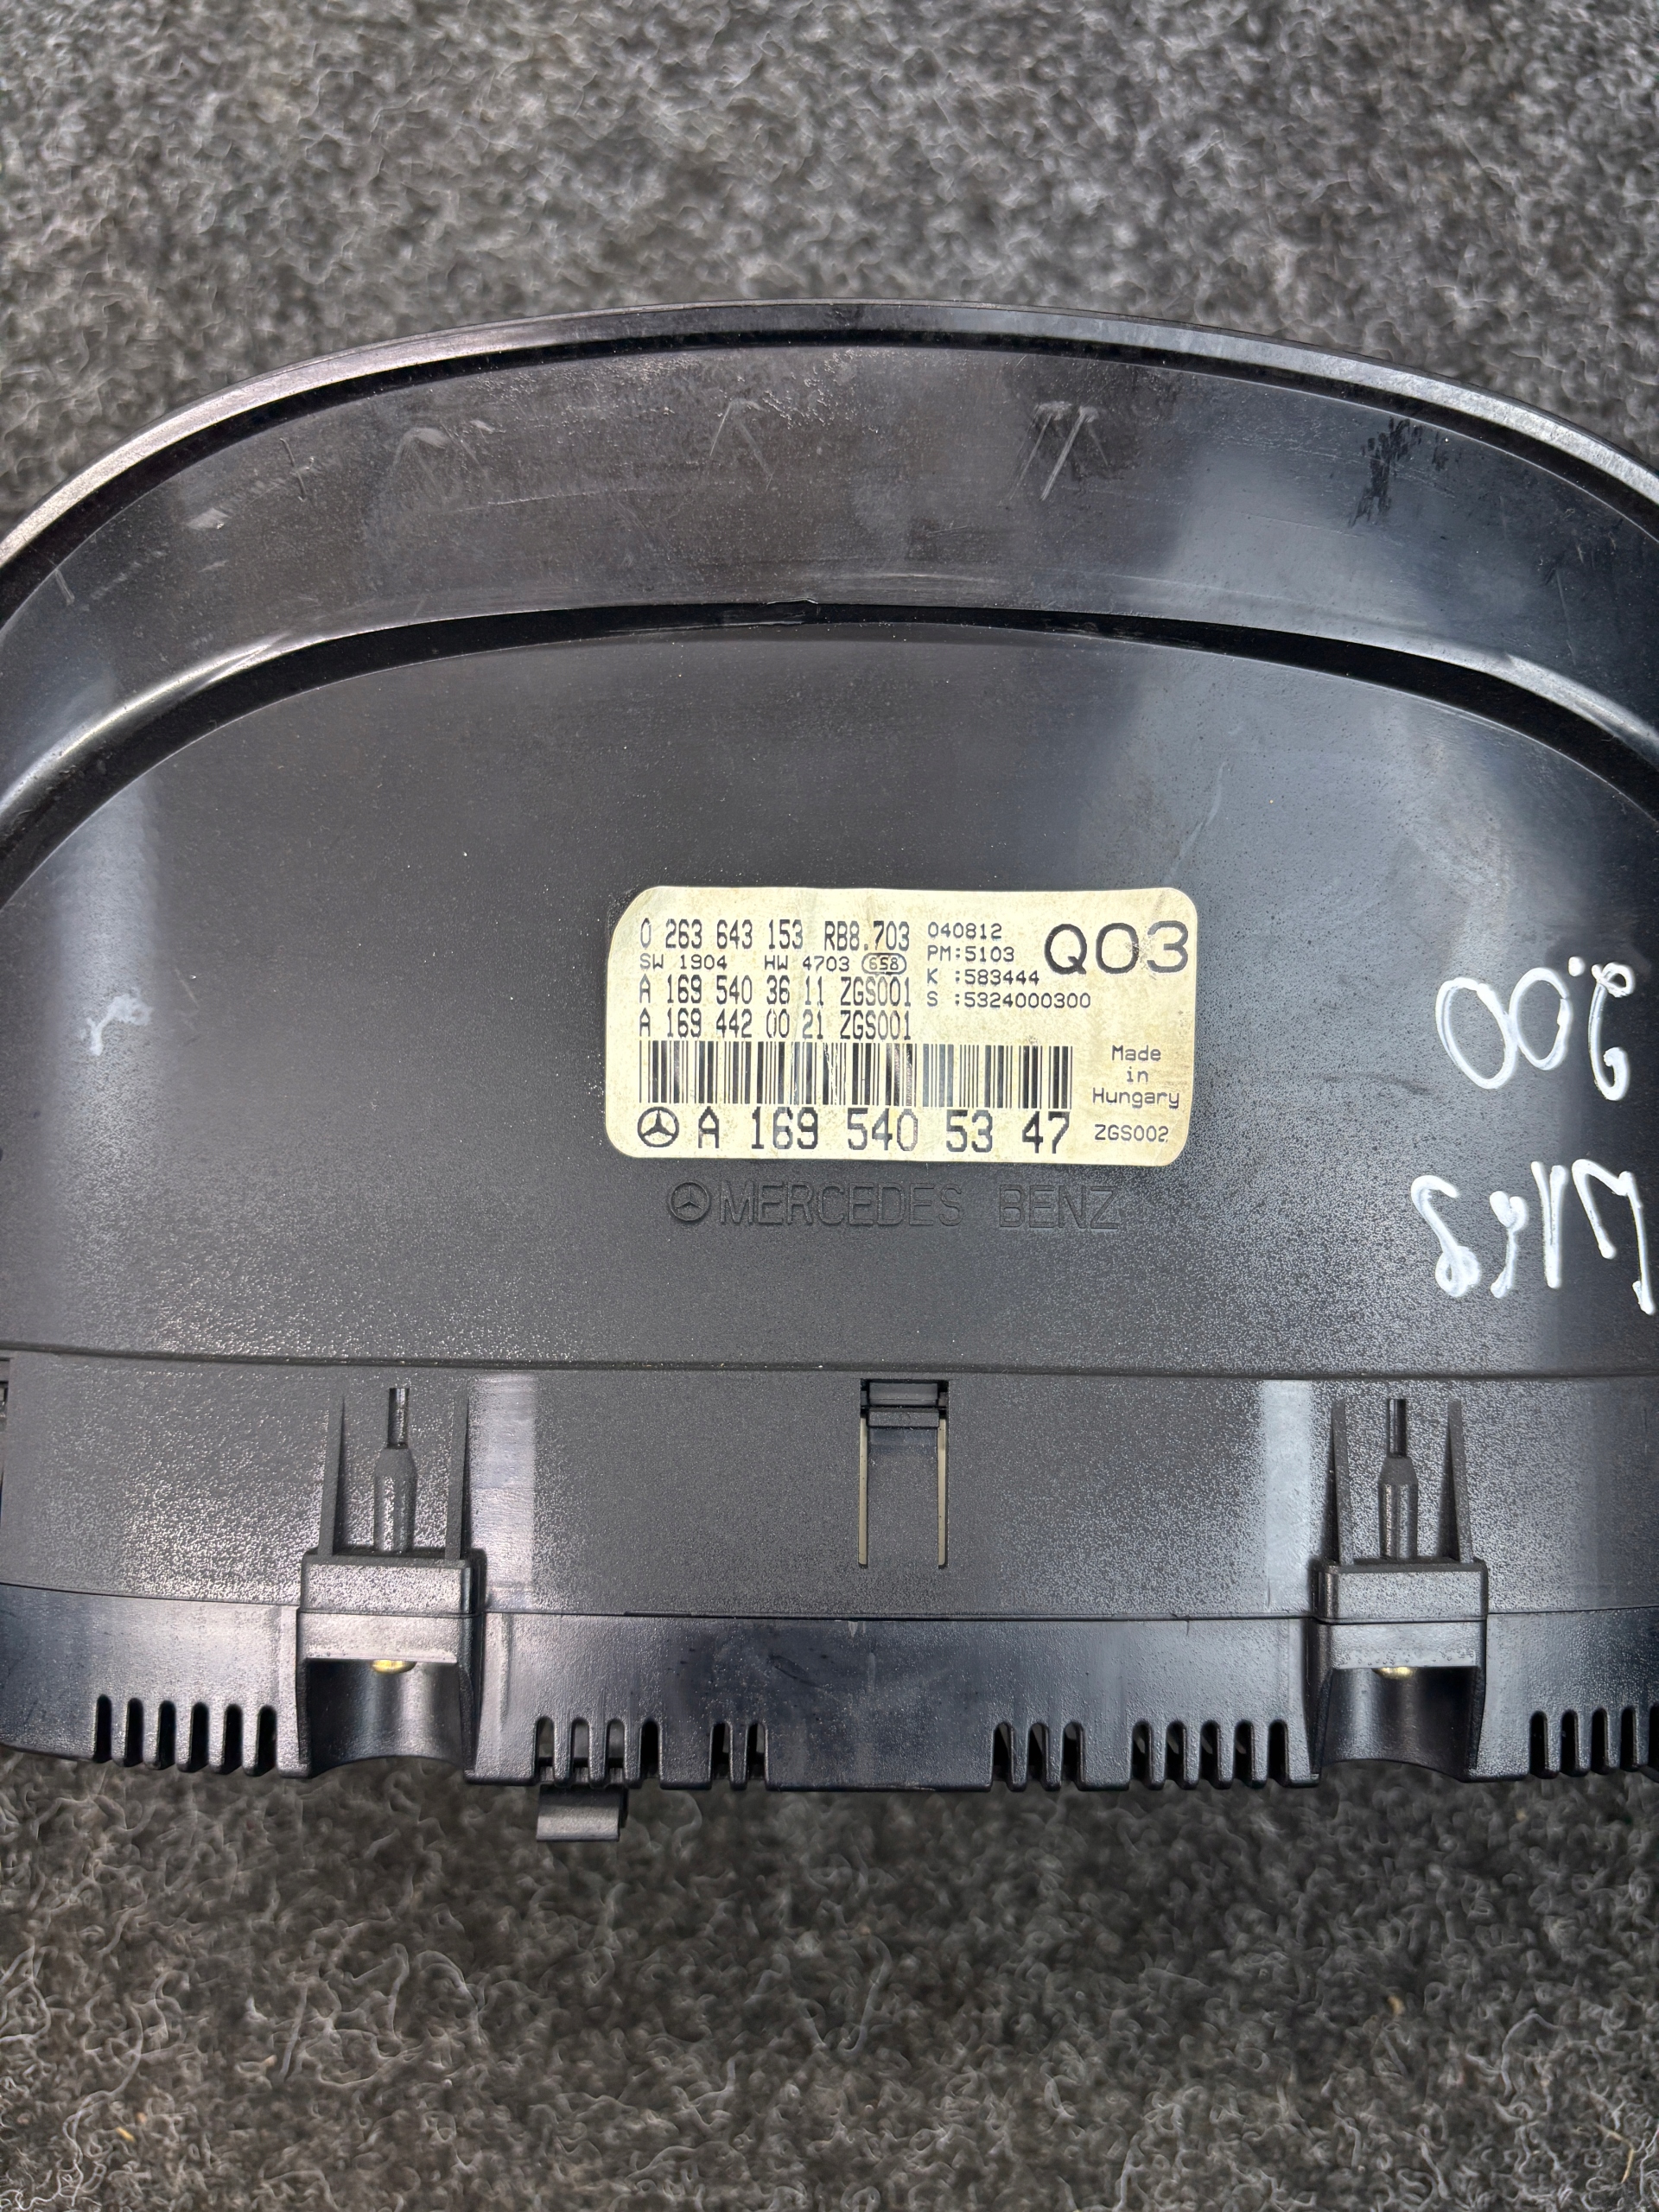 0 263 643 153 RB8.703
SW 1904 HW 4703 658
A 169 540 36 11 ZGS001
A 169 442 00 21 ZGS001
040812
PM:5103
K :583444
S :5324000300
Q03
Made
in
Hungary
A 169 540 53 47 ZGS002
MERCEDES BENZ